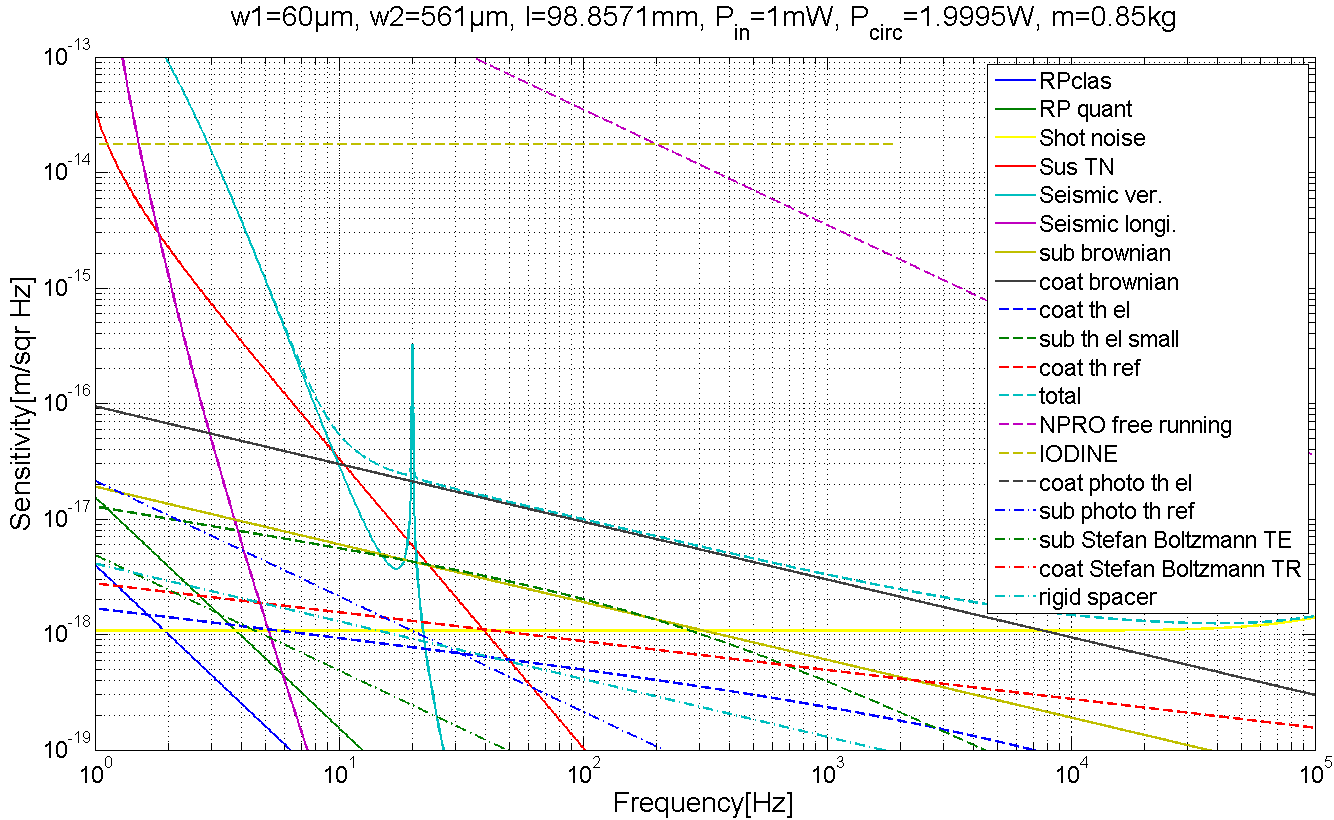 w1=60µm, w2=561µm, l=98.8571mm, P_in=1mW, P_circ=1.9995W, m=0.85kg
10^-13
10^-14
10^-15
10^-16
10^-17
10^-18
10^-19
Sensitivity[m/sqr Hz]
RPclas
RP quant
Shot noise
Sus TN
Seismic ver.
Seismic longi.
sub brownian
coat brownian
coat th el
sub th el small
coat th ref
total
NPRO free running
IODINE
coat photo th el
sub photo th ref
sub Stefan Boltzmann TE
coat Stefan Boltzmann TR
rigid spacer
10^0 10^1 10^2 10^3 10^4 10^5
Frequency[Hz]